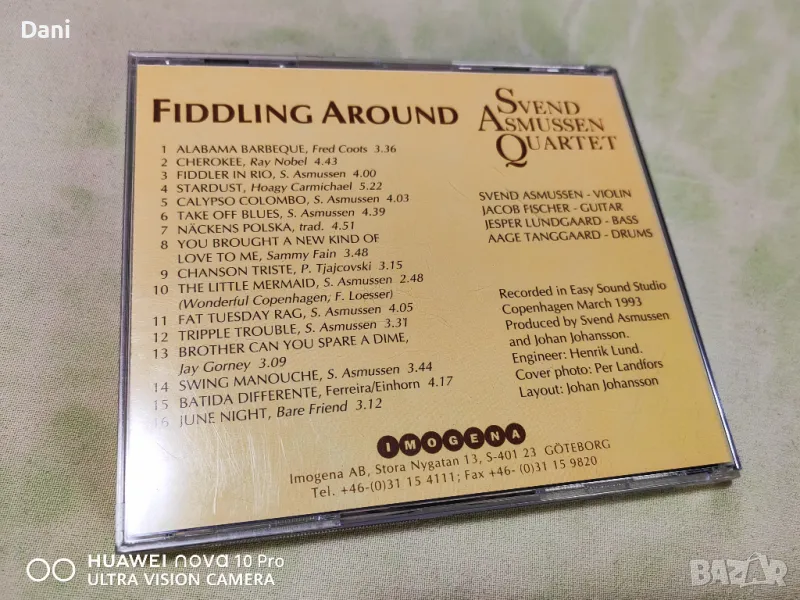 Dani
FIDDLING AROUND
SVEND
ASMUSSEN
QUARTET
1 ALABAMA BARBEQUE, Fred Coots 3.36
2 CHEROKEE, Ray Nobel 4.43
3 FIDDLER IN RIO, S. Asmussen 4.00
4 STARDUST, Hoagy Carmichael 5.22
5 CALYPSO COLOMBO, S. Asmussen 4.03
6 TAKE OFF BLUES, S. Asmussen 4.39
7 NÄCKENS POLSKA, trad. 4.51
8 YOU BROUGHT A NEW KIND OF
LOVE TO ME, Sammy Fain 3.48
9 CHANSON TRISTE, P. Tjajcovski 3.15
10 THE LITTLE MERMAID, S. Asmussen 2.48
(Wonderful Copenhagen; F. Loesser)
11 FAT TUESDAY RAG, S. Asmussen 4.05
12 TRIPPLE TROUBLE, S. Asmussen 3.31
13 BROTHER CAN YOU SPARE A DIME,
Jay Gorney 3.09
14 SWING MANOUCHE, S. Asmussen 3.44
15 BATIDA DIFFERENTE, Ferreira/Einhorn 4.17
16 JUNE NIGHT, Bare Friend 3.12
SVEND ASMUSSEN - VIOLIN
JACOB FISCHER - GUITAR
JESPER LUNDGAARD - BASS
AAGE TANGGAARD - DRUMS
Recorded in Easy Sound Studio
Copenhagen March 1993
Produced by Svend Asmussen
and Johan Johansson.
Engineer: Henrik Lund.
Cover photo: Per Landfors
Layout: Johan Johansson
IMOGENA
Imogena AB, Stora Nygatan 13, S-401 23 GÖTEBORG
Tel. +46-(0)31 15 4111; Fax +46- (0)31 15 9820
HUAWEI nova 10 Pro
ULTRA VISION CAMERA
BAZAR